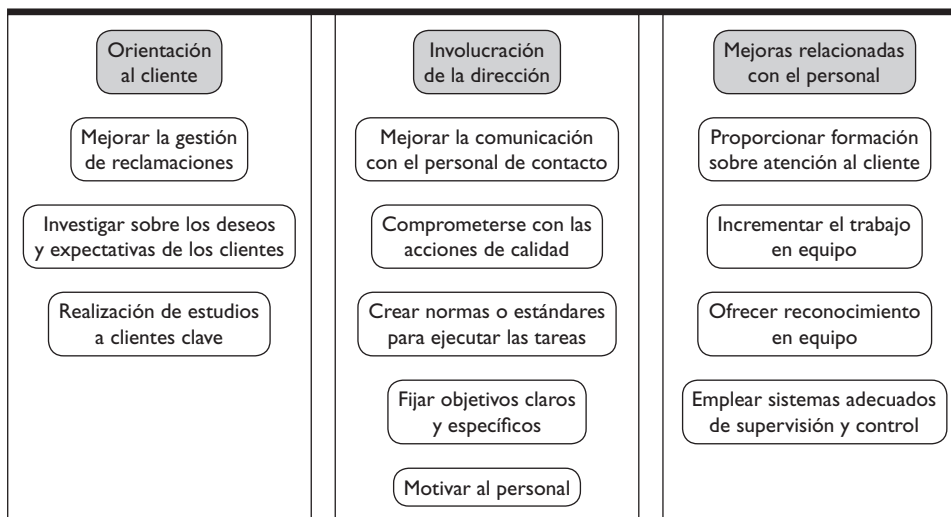 Orientación
al cliente
Mejorar la gestión
de reclamaciones
Investigar sobre los deseos
y expectativas de los clientes
Realización de estudios
a clientes clave
Involucración
de la dirección
Mejorar la comunicación
con el personal de contacto
Comprometerse con las
acciones de calidad
Crear normas o estándares
para ejecutar las tareas
Fijar objetivos claros
y específicos
Motivar al personal
Mejoras relacionadas
con el personal
Proporcionar formación
sobre atención al cliente
Incrementar el trabajo
en equipo
Ofrecer reconocimiento
en equipo
Emplear sistemas adecuados
de supervisión y control